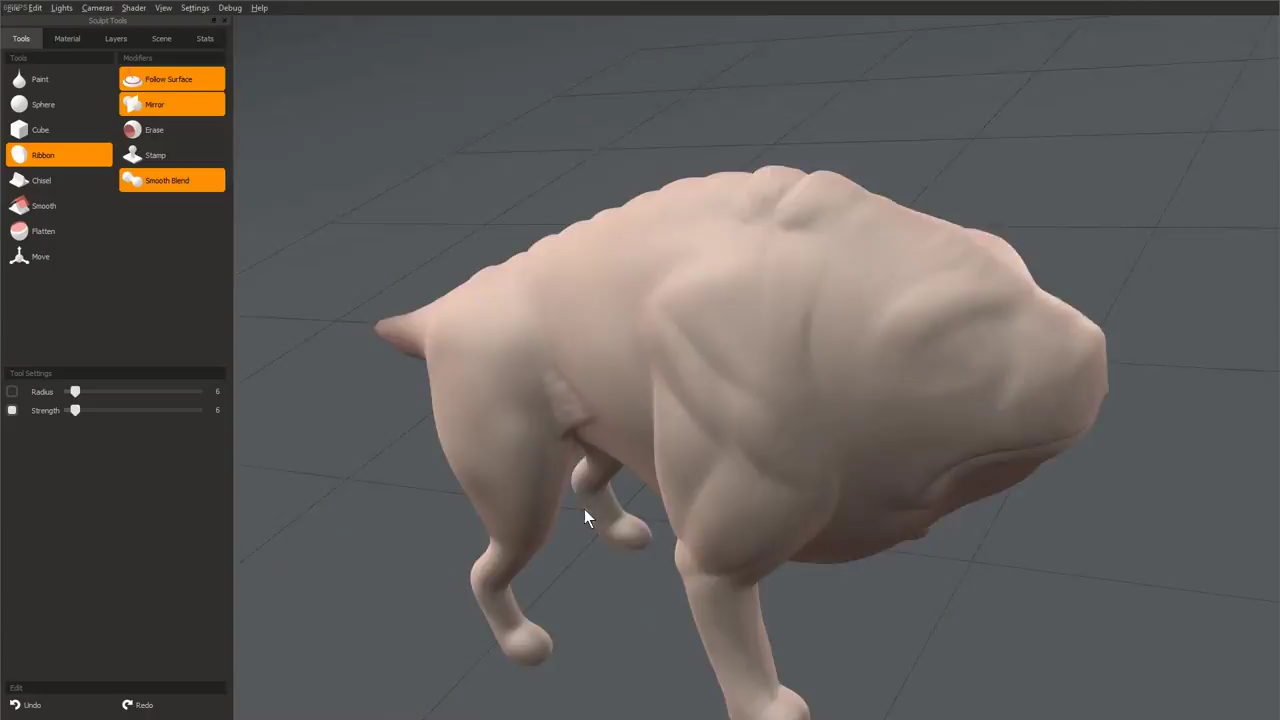 File Edit Lights Cameras Shader View Settings Debug Help
Sculpt Tools
Tools Material Layers Scene Stats
Tools Modifiers
Paint Follow Surface
Sphere Mirror
Cube Erase
Ribbon Stamp
Chisel Smooth Blend
Smooth
Flatten
Move
Tool Settings
Radius 6
Strength 6
Edit
Undo Redo